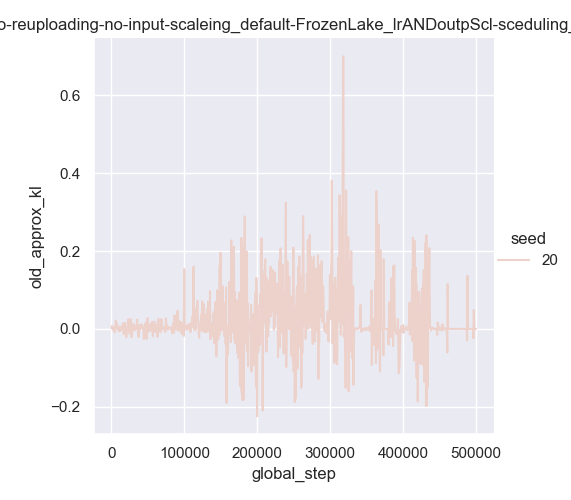 o-reuploading-no-input-scaleing_default-FrozenLake_lrANDoutpScl-sceduling_
0.6
0.4
0.2
0.0
−0.2
old_approx_kl
0 100000 200000 300000 400000 500000
global_step
seed
20